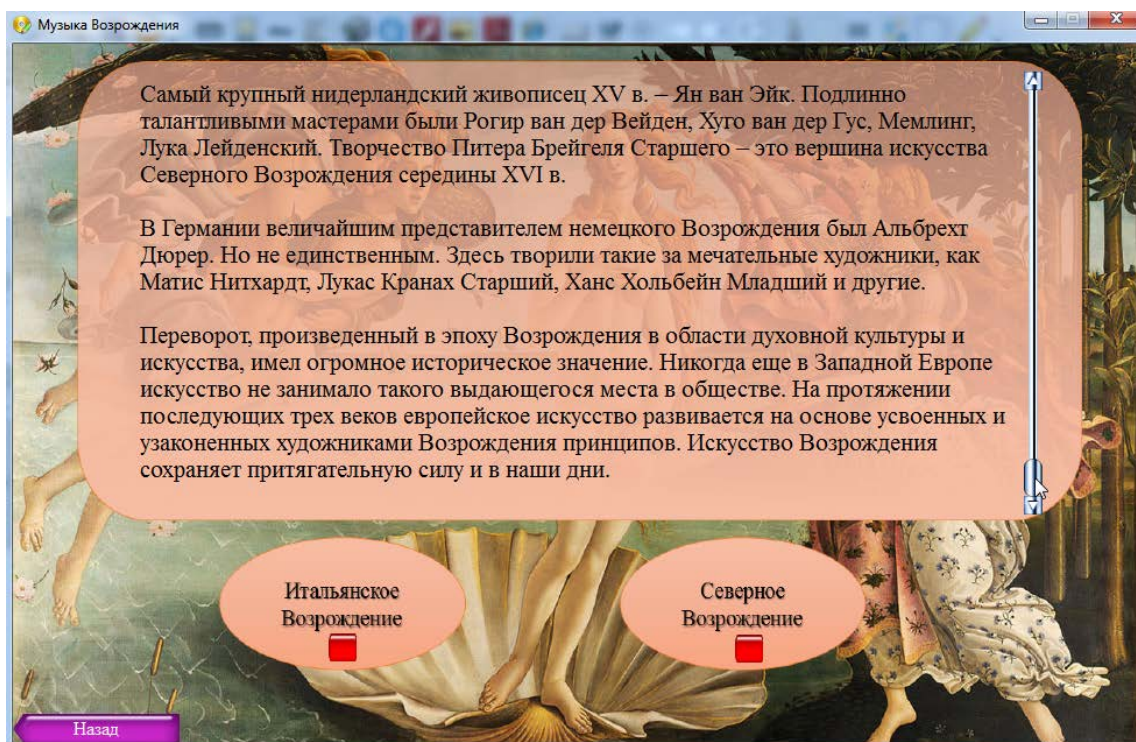 Музыка Возрождения
Самый крупный нидерландский живописец XV в. – Ян ван Эйк. Подлинно
талантливыми мастерами были Рогир ван дер Вейден, Хуго ван дер Гус, Мемлинг,
Лука Лейденский. Творчество Питера Брейгеля Старшего – это вершина искусства
Северного Возрождения середины XVI в.
В Германии величайшим представителем немецкого Возрождения был Альбрехт
Дюрер. Но не единственным. Здесь творили такие за мечательные художники, как
Матис Нитхардт, Лукас Кранах Старший, Ханс Хольбейн Младший и другие.
Переворот, произведенный в эпоху Возрождения в области духовной культуры и
искусства, имел огромное историческое значение. Никогда еще в Западной Европе
искусство не занимало такого выдающегося места в обществе. На протяжении
последующих трех веков европейское искусство развивается на основе усвоенных и
узаконенных художниками Возрождения принципов. Искусство Возрождения
сохраняет притягательную силу и в наши дни.
Итальянское
Возрождение
Северное
Возрождение
Назад